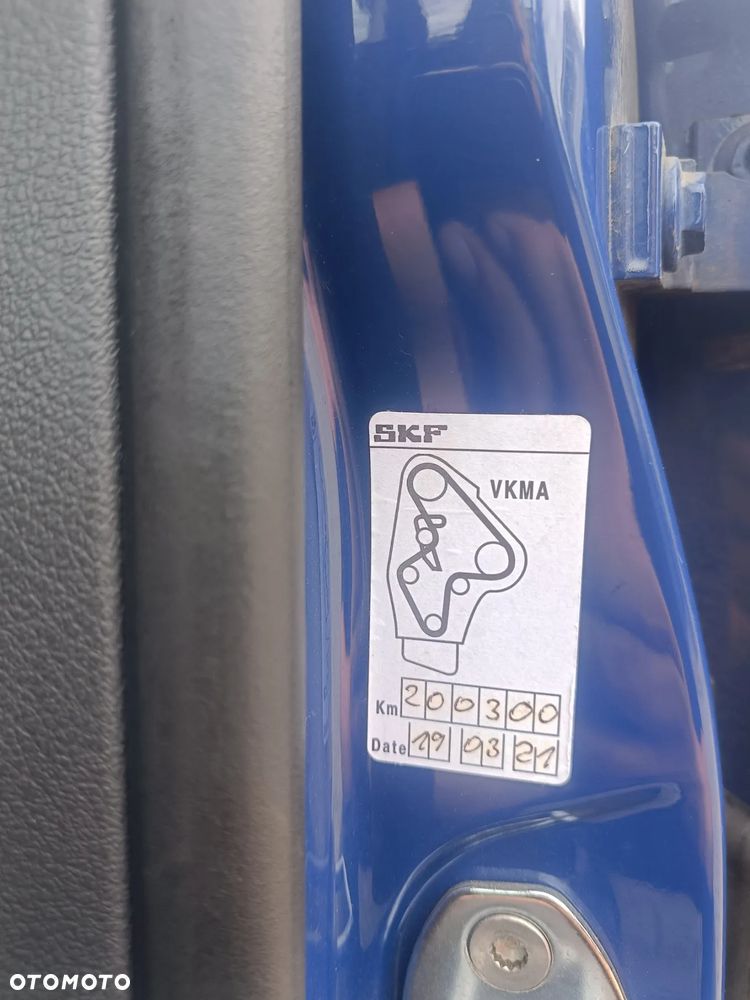 SKF
VKMA
Km 200300
Date 19 03 21
OTOMOTO